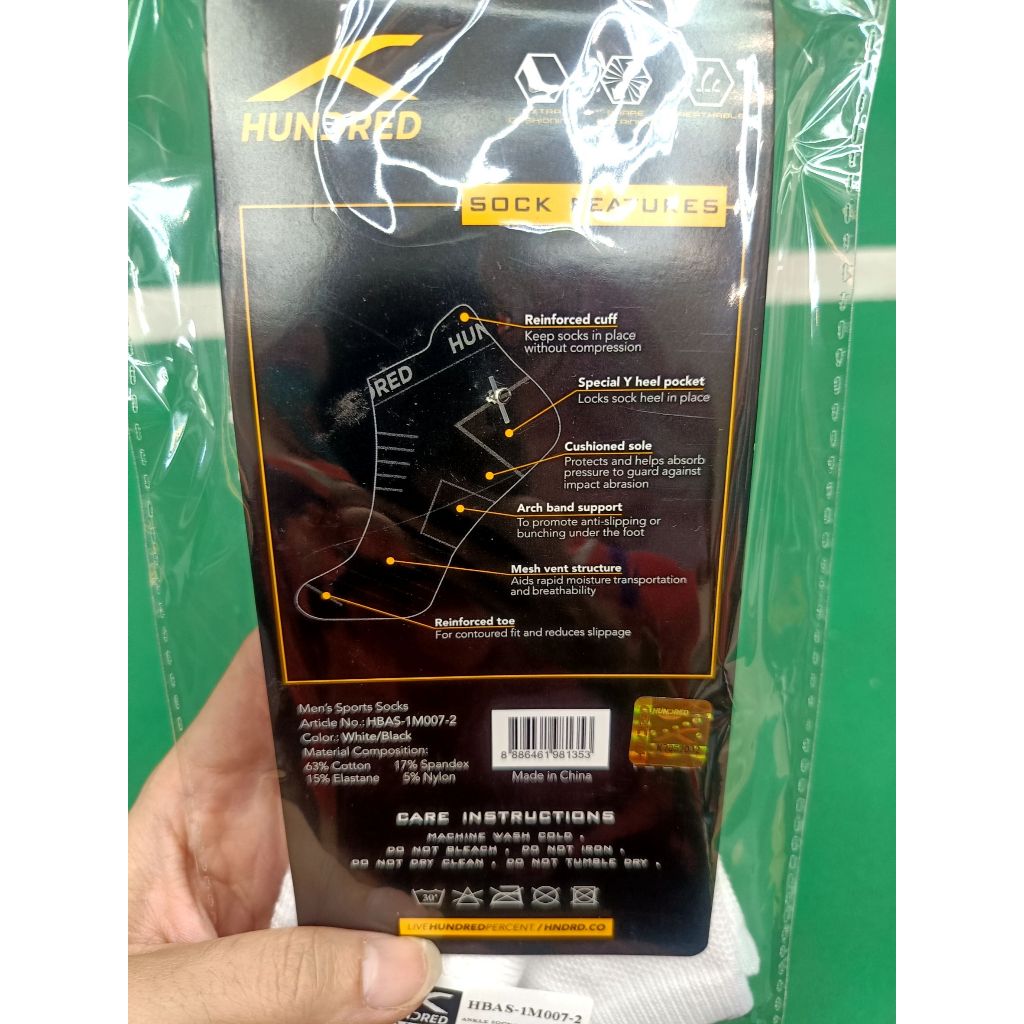 HUNDRED
SOCK FEATURES
HUN
DRED
Reinforced cuff
Keep socks in place
without compression
Special Y heel pocket
Locks sock heel in place
Cushioned sole
Protects and helps absorb
pressure to guard against
impact abrasion
Arch band support
To promote anti-slipping or
bunching under the foot
Mesh vent structure
Aids rapid moisture transportation
and breathability
Reinforced toe
For contoured fit and reduces slippage
Men's Sports Socks
Article No.: HBAS-1M007-2
Color.: White/Black
Material Composition:
63% Cotton 17% Spandex
15% Elastane 5% Nylon
8 886461 981353
Made in China
HUNDRED
CARE INSTRUCTIONS
MACHINE WASH COLD .
DO NOT BLEACH . DO NOT IRON .
DO NOT DRY CLEAN . DO NOT TUMBLE DRY .
30°
LIVEHUNDREDPERCENT / HNDRD.CO
HUNDRED
HBAS-1M007-2